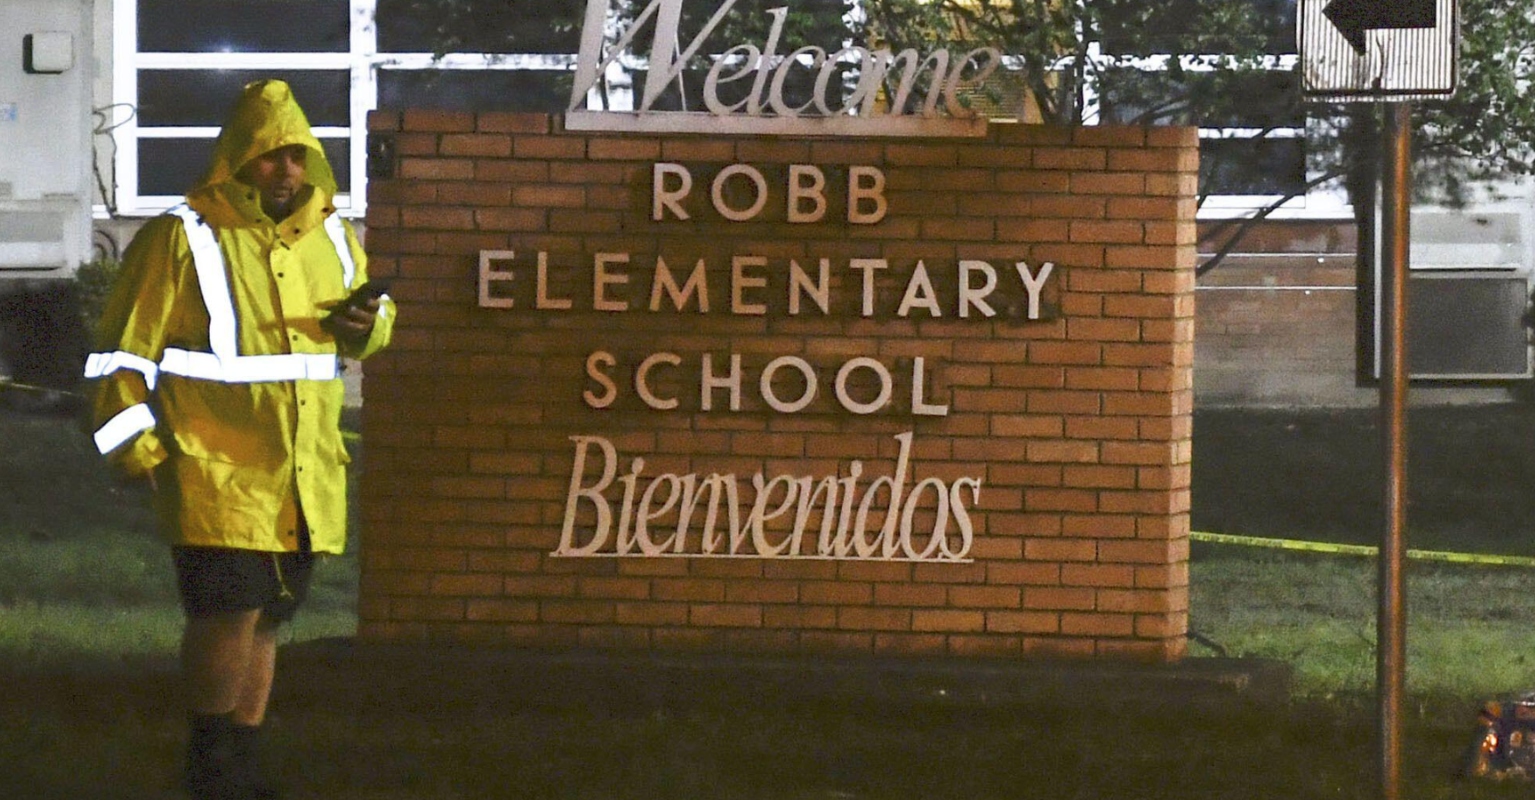 Welcome
ROBB
ELEMENTARY
SCHOOL
Bienvenidos